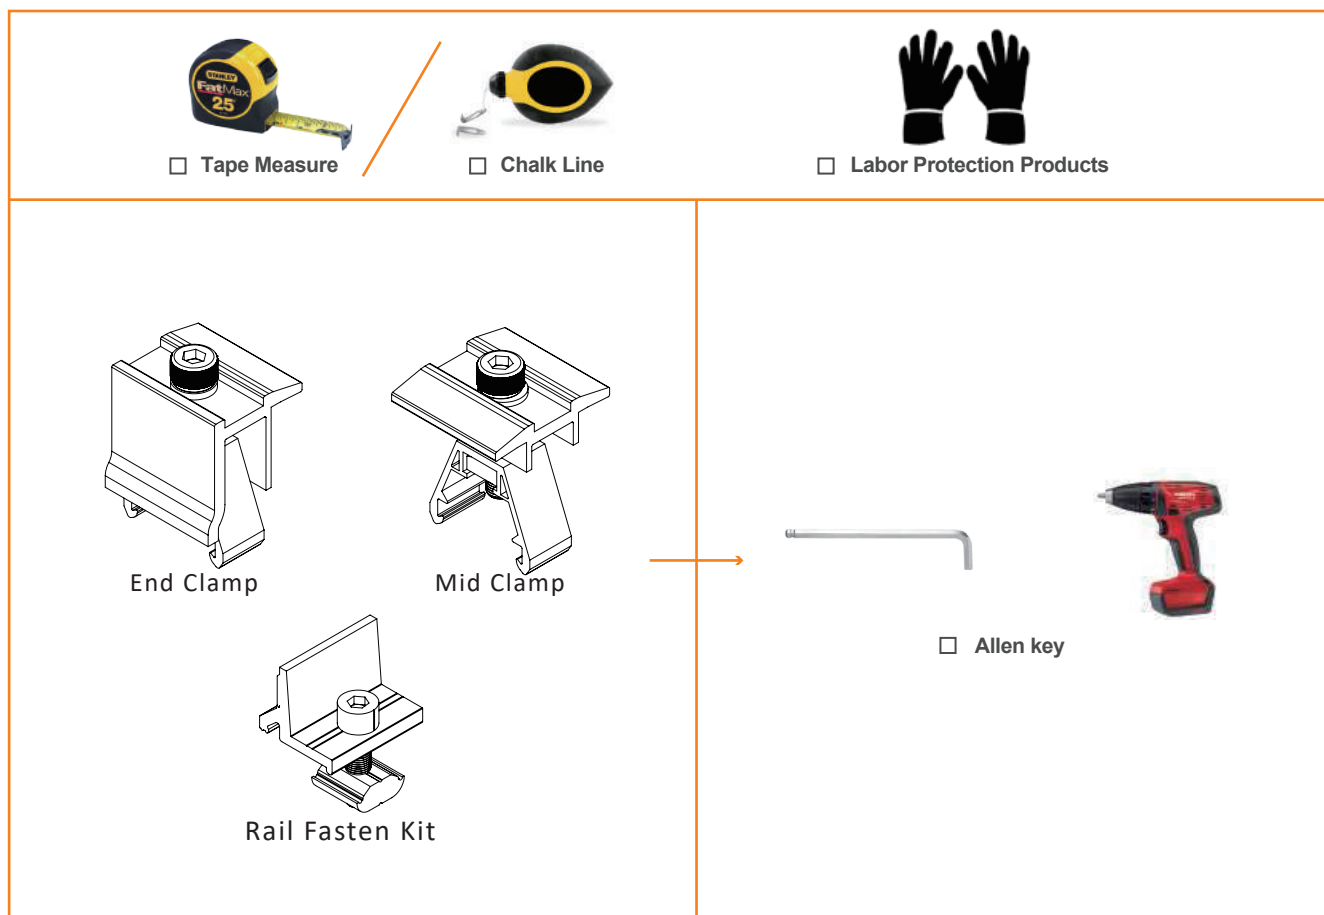 STANLEY
FatMax
25'
Tape Measure
Chalk Line
Labor Protection Products
End Clamp
Mid Clamp
Allen key
Rail Fasten Kit